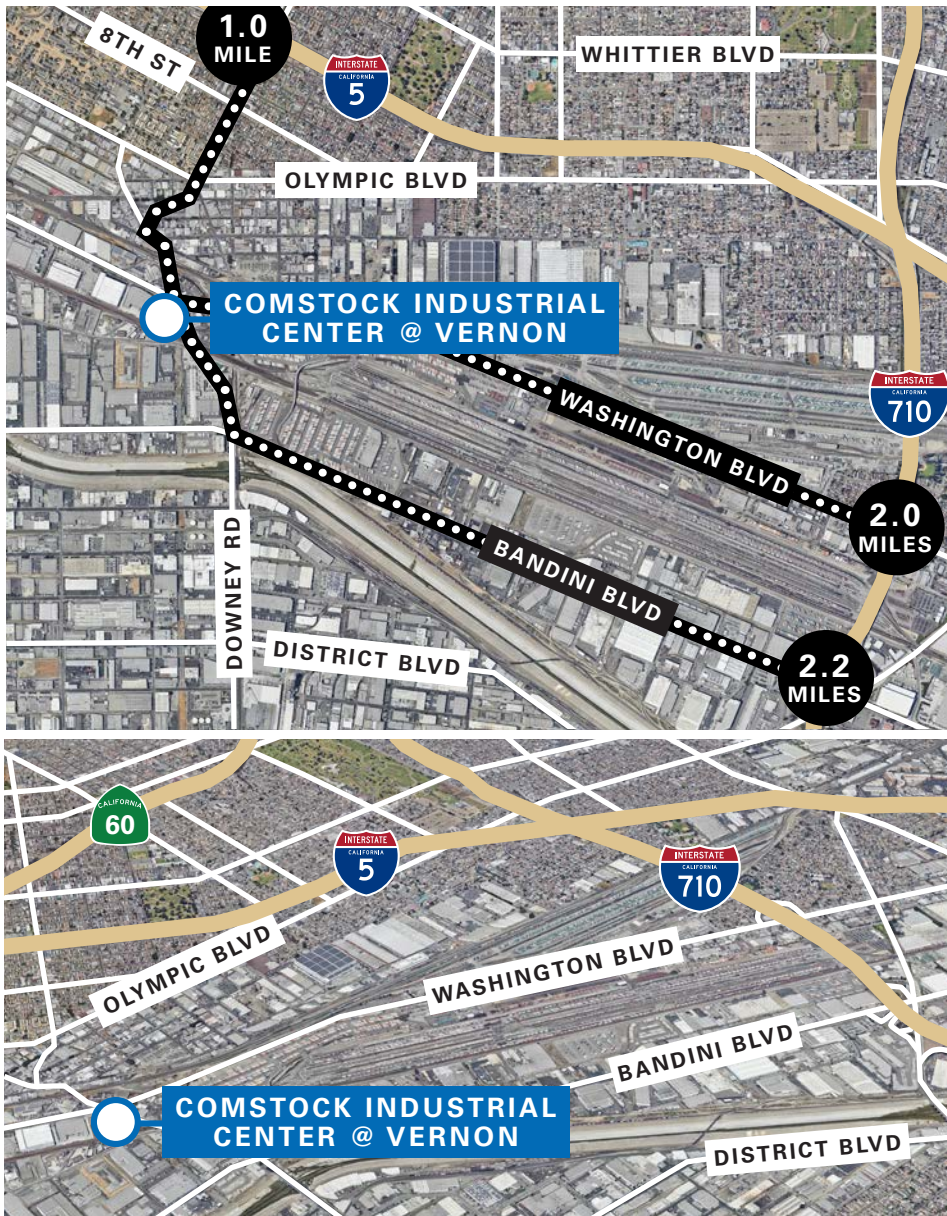 1.0
MILE
8TH ST
INTERSTATE
CALIFORNIA
5
WHITTIER BLVD
OLYMPIC BLVD
COMSTOCK INDUSTRIAL
CENTER @ VERNON
INTERSTATE
CALIFORNIA
710
WASHINGTON BLVD
2.0
MILES
BANDINI BLVD
DOWNEY RD
DISTRICT BLVD
2.2
MILES
CALIFORNIA
60
INTERSTATE
CALIFORNIA
5
INTERSTATE
CALIFORNIA
710
OLYMPIC BLVD
WASHINGTON BLVD
BANDINI BLVD
COMSTOCK INDUSTRIAL
CENTER @ VERNON
DISTRICT BLVD